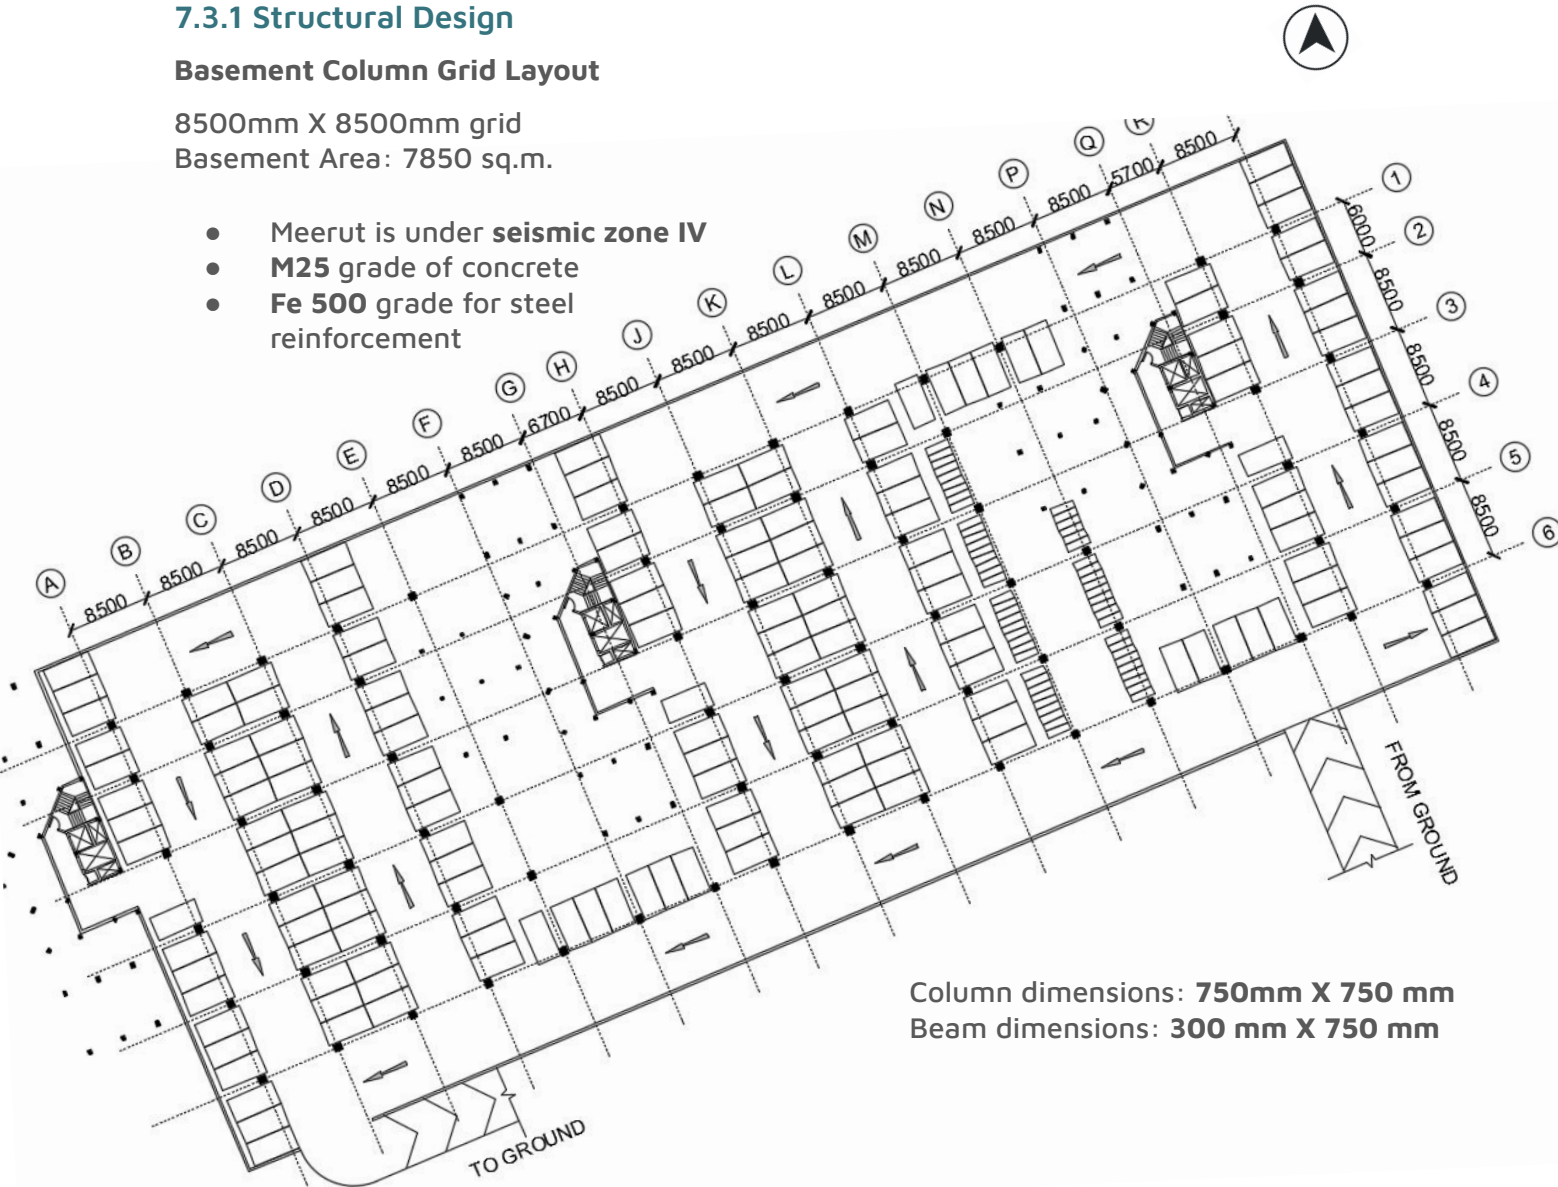 7.3.1 Structural Design
Basement Column Grid Layout
8500mm X 8500mm grid
Basement Area: 7850 sq.m.
● Meerut is under seismic zone IV
● M25 grade of concrete
● Fe 500 grade for steel
reinforcement
A
B
C
D
E
F
G
H
J
K
L
M
N
P
Q
R
8500
8500
8500
8500
8500
8500
6700
8500
8500
8500
8500
8500
8500
8500
5700
8500
1
2
3
4
5
6
6000
8500
8500
8500
8500
FROM GROUND
TO GROUND
Column dimensions: 750mm X 750 mm
Beam dimensions: 300 mm X 750 mm